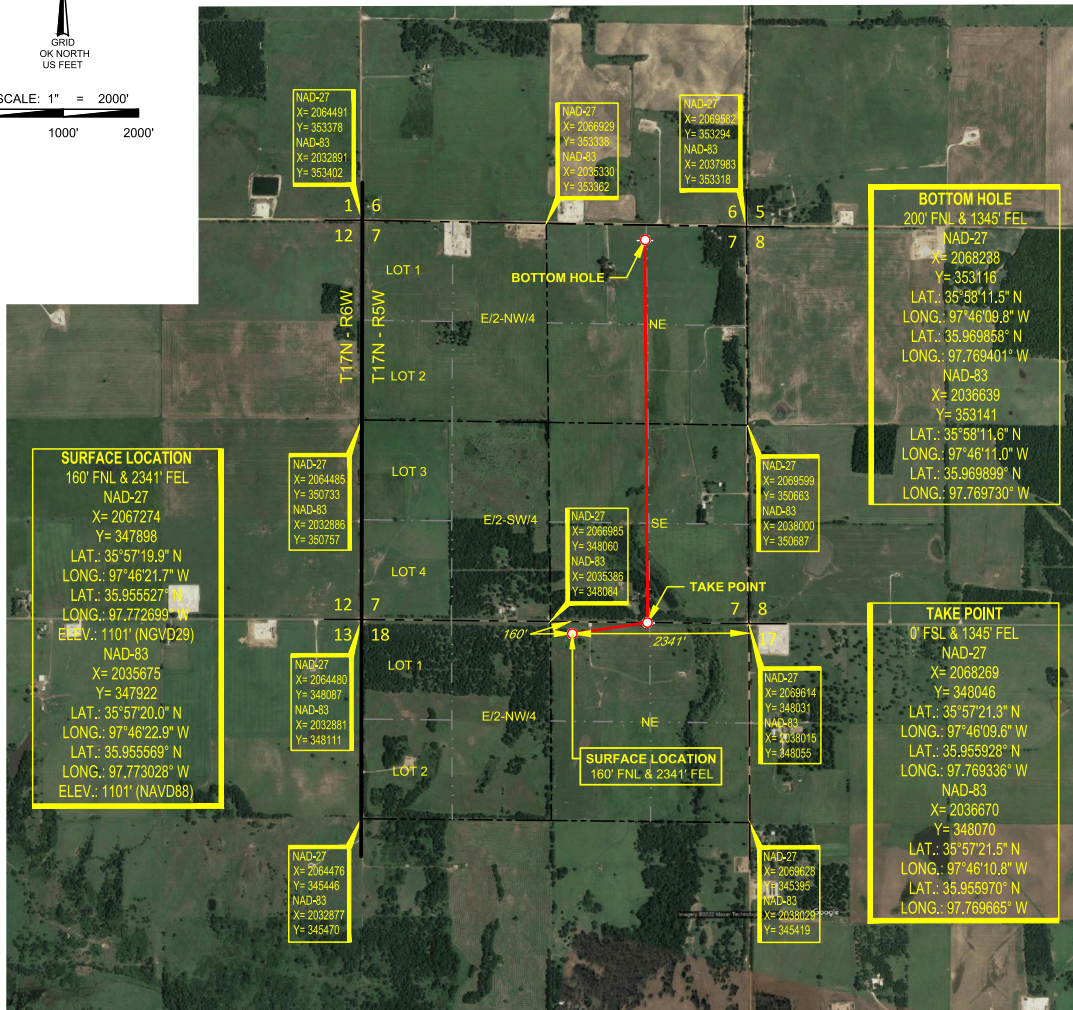 GRID
OK NORTH
US FEET
SCALE: 1" = 2000'
1000' 2000'
NAD-27
X= 2064491
Y= 353378
NAD-83
X= 2032891
Y= 353402
NAD-27
X= 2066929
Y= 353338
NAD-83
X= 2035330
Y= 353362
NAD-27
X= 2069582
Y= 353294
NAD-83
X= 2037983
Y= 353318
1 6
12 7
6 5
7 8
BOTTOM HOLE
200' FNL & 1345' FEL
NAD-27
X= 2068238
Y= 353116
LAT.: 35°58'11.5" N
LONG.: 97°46'09.8" W
LAT.: 35.969858° N
LONG.: 97.769401° W
NAD-83
X= 2036639
Y= 353141
LAT.: 35°58'11.6" N
LONG.: 97°46'11.0" W
LAT.: 35.969899° N
LONG.: 97.769730° W
LOT 1
BOTTOM HOLE
T17N - R6W
T17N - R5W
E/2-NW/4
NE
LOT 2
SURFACE LOCATION
160' FNL & 2341' FEL
NAD-27
X= 2067274
Y= 347898
LAT.: 35°57'19.9" N
LONG.: 97°46'21.7" W
LAT.: 35.955527° N
LONG.: 97.772699° W
ELEV.: 1101' (NGVD29)
NAD-83
X= 2035675
Y= 347922
LAT.: 35°57'20.0" N
LONG.: 97°46'22.9" W
LAT.: 35.955569° N
LONG.: 97.773028° W
ELEV.: 1101' (NAVD88)
NAD-27
X= 2064485
Y= 350733
NAD-83
X= 2032886
Y= 350757
LOT 3
E/2-SW/4
LOT 4
NAD-27
X= 2066985
Y= 348060
NAD-83
X= 2035386
Y= 348084
SE
NAD-27
X= 2069599
Y= 350663
NAD-83
X= 2038000
Y= 350687
TAKE POINT
12 7
13 18
7 8
17
160'
2341'
TAKE POINT
0' FSL & 1345' FEL
NAD-27
X= 2068269
Y= 348046
LAT.: 35°57'21.3" N
LONG.: 97°46'09.6" W
LAT.: 35.955928° N
LONG.: 97.769336° W
NAD-83
X= 2036670
Y= 348070
LAT.: 35°57'21.5" N
LONG.: 97°46'10.8" W
LAT.: 35.955970° N
LONG.: 97.769665° W
NAD-27
X= 2064480
Y= 348087
NAD-83
X= 2032881
Y= 348111
LOT 1
E/2-NW/4
NE
LOT 2
SURFACE LOCATION
160' FNL & 2341' FEL
NAD-27
X= 2069614
Y= 348031
NAD-83
X= 2038015
Y= 348055
NAD-27
X= 2064476
Y= 345446
NAD-83
X= 2032877
Y= 345470
NAD-27
X= 2069628
Y= 345395
NAD-83
X= 2038029
Y= 345419
Imagery ©2022 Maxar Technolog
Google